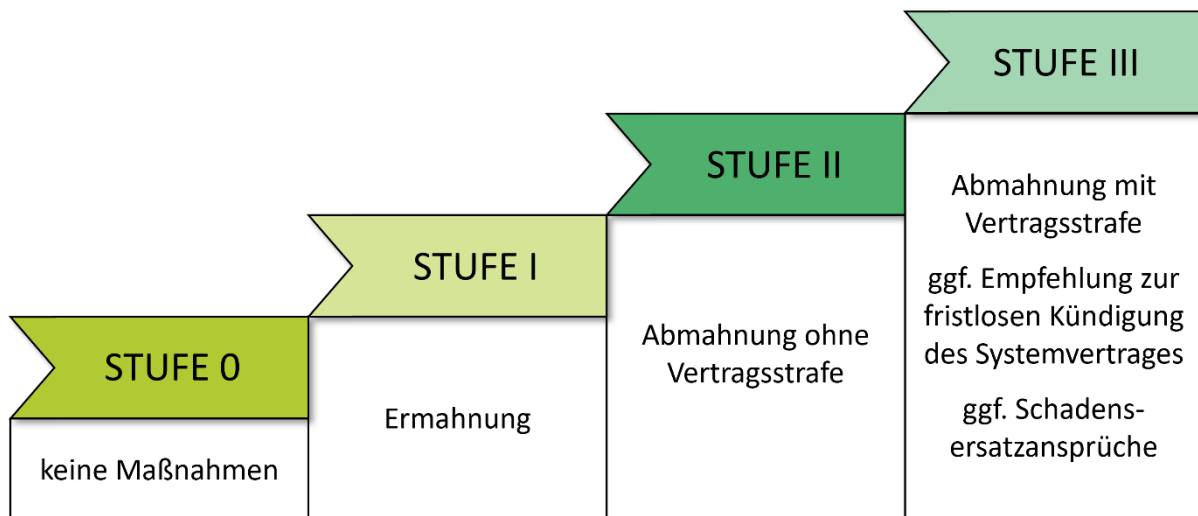 STUFE 0
keine Maßnahmen
STUFE I
Ermahnung
STUFE II
Abmahnung ohne
Vertragsstrafe
STUFE III
Abmahnung mit
Vertragsstrafe
ggf. Empfehlung zur
fristlosen Kündigung
des Systemvertrages
ggf. Schadens-
ersatzansprüche